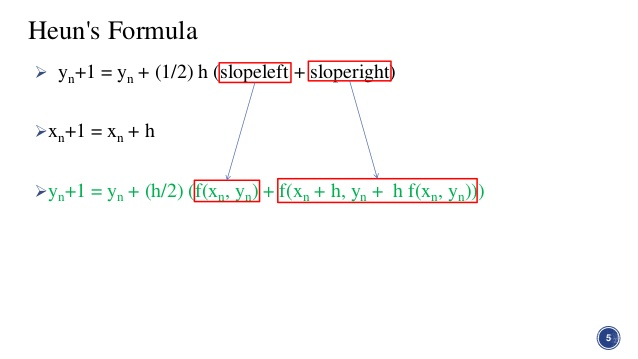 Heun's Formula
➢ yₙ+1 = yₙ + (1/2) h (slopeleft + sloperight)
➢xₙ+1 = xₙ + h
➢yₙ+1 = yₙ + (h/2) (f(xₙ, yₙ) + f(xₙ + h, yₙ + h f(xₙ, yₙ)))
5